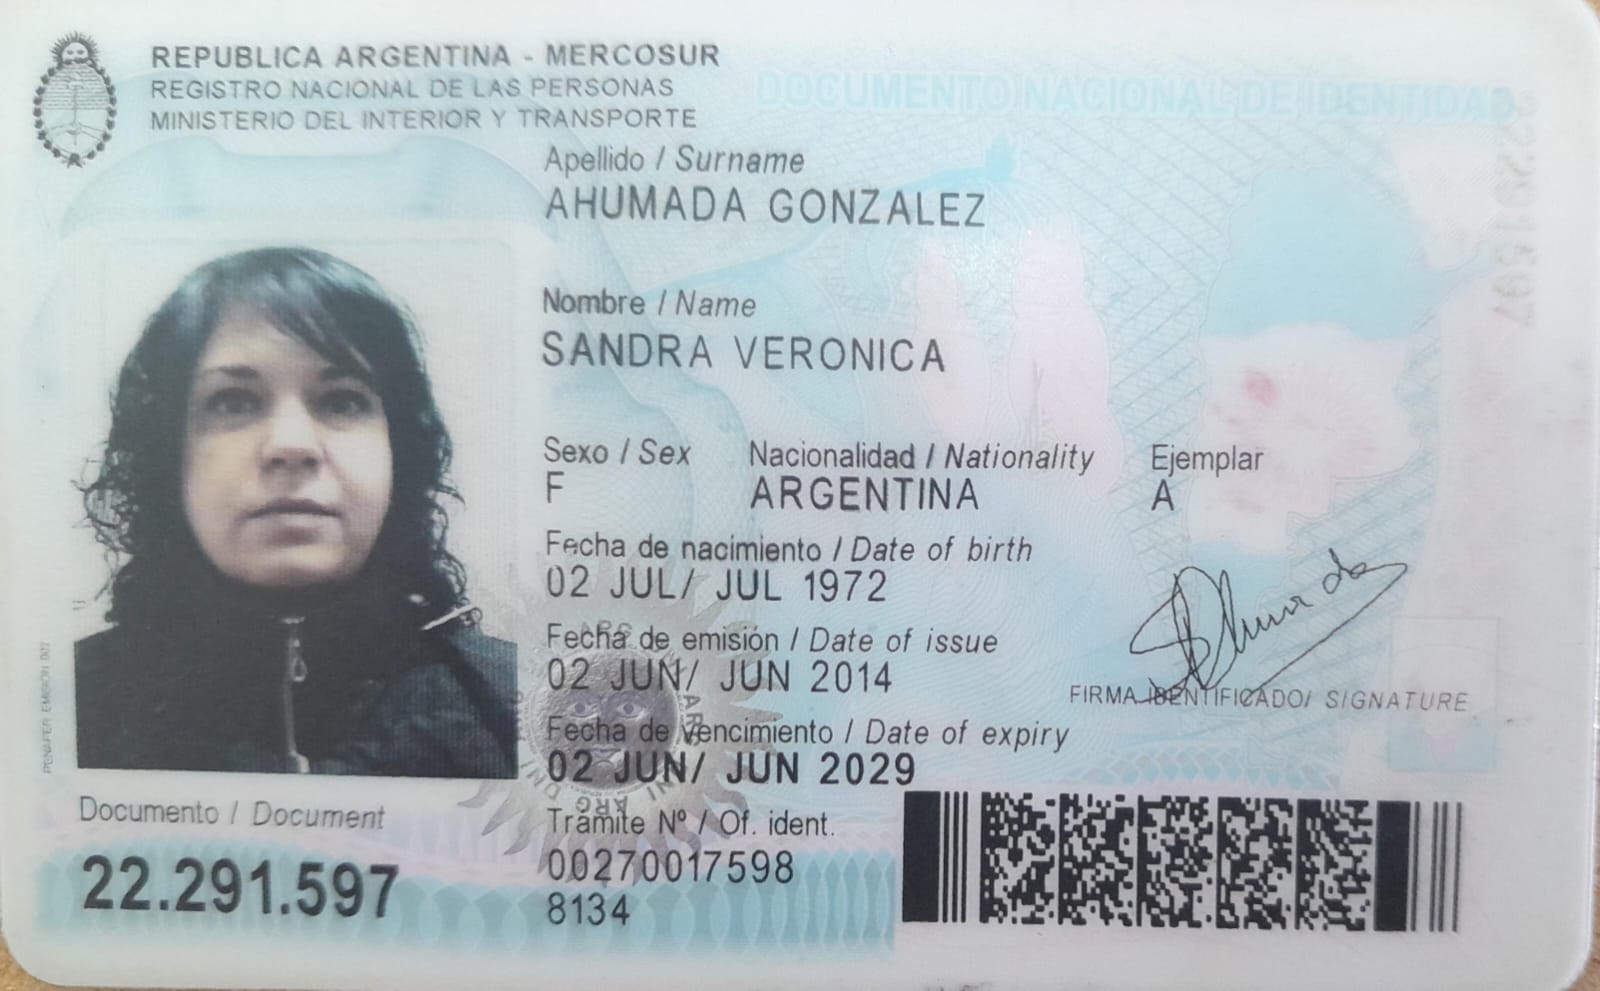 REPUBLICA ARGENTINA - MERCOSUR
REGISTRO NACIONAL DE LAS PERSONAS
MINISTERIO DEL INTERIOR Y TRANSPORTE
DOCUMENTO NACIONAL DE IDENTIDAD
Apellido / Surname
AHUMADA GONZALEZ
Nombre / Name
SANDRA VERONICA
Sexo / Sex Nacionalidad / Nationality Ejemplar
F ARGENTINA A
Fecha de nacimiento / Date of birth
02 JUL/ JUL 1972
Fecha de emisión / Date of issue
02 JUN/ JUN 2014
FIRMA IDENTIFICADO/ SIGNATURE
Fecha de vencimiento / Date of expiry
02 JUN/ JUN 2029
Documento / Document
22.291.597
Trámite Nº / Of. ident.
00270017598
8134